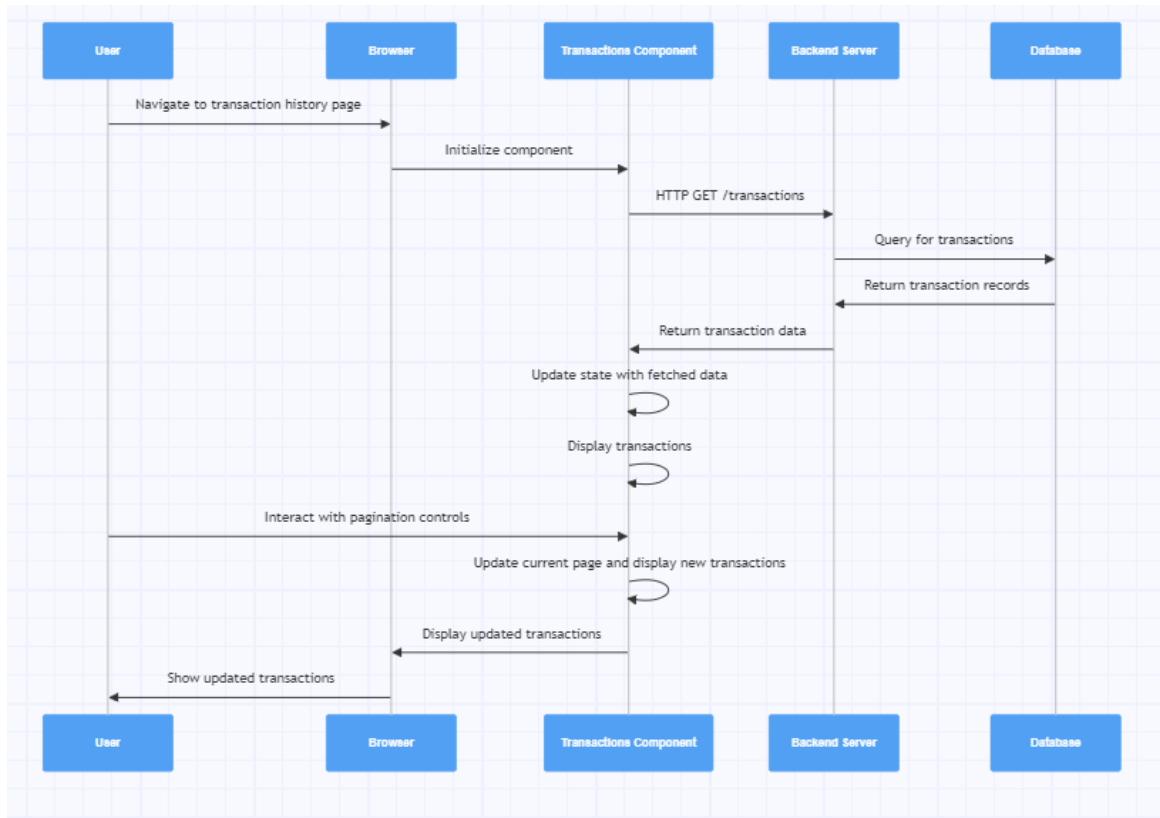 User Browser Transactions Component Backend Server Database
Navigate to transaction history page
Initialize component
HTTP GET /transactions
Query for transactions
Return transaction records
Return transaction data
Update state with fetched data
Display transactions
Interact with pagination controls
Update current page and display new transactions
Display updated transactions
Show updated transactions
User Browser Transactions Component Backend Server Database